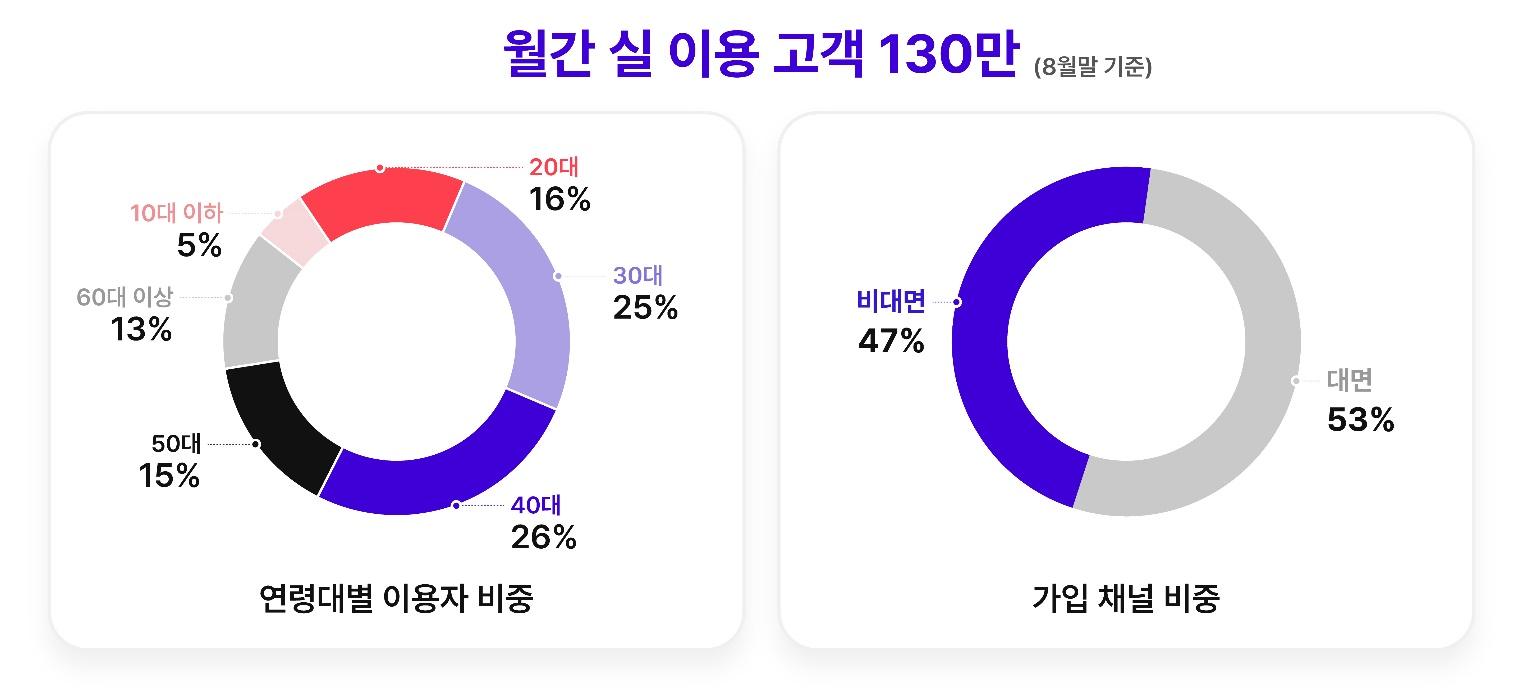 월간 실 이용 고객 130만 (8월말 기준)
20대
16%
10대 이하
5%
30대
25%
60대 이상
13%
50대
15%
40대
26%
연령대별 이용자 비중
비대면
47%
대면
53%
가입 채널 비중